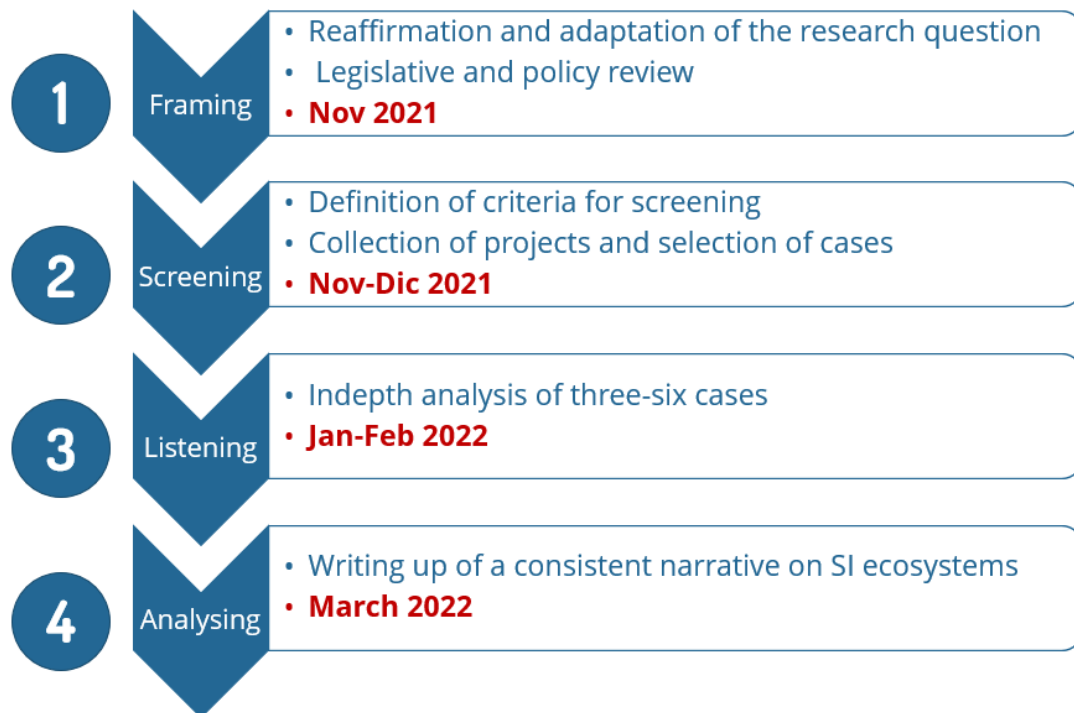 1
Framing
• Reaffirmation and adaptation of the research question
• Legislative and policy review
• Nov 2021
2
Screening
• Definition of criteria for screening
• Collection of projects and selection of cases
• Nov-Dic 2021
3
Listening
• Indepth analysis of three-six cases
• Jan-Feb 2022
4
Analysing
• Writing up of a consistent narrative on SI ecosystems
• March 2022